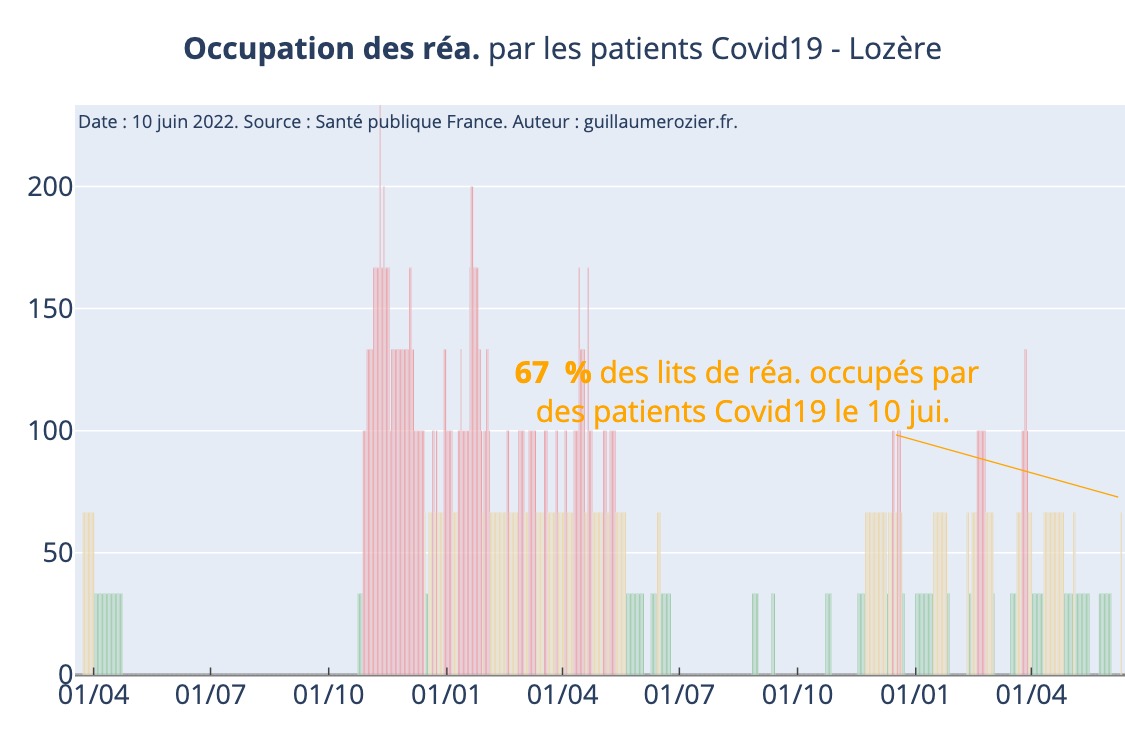 Occupation des réa. par les patients Covid19 - Lozère
Date : 10 juin 2022. Source : Santé publique France. Auteur : guillaumerozier.fr.
200
150
67 % des lits de réa. occupés par
des patients Covid19 le 10 jui.
100
50
0
01/04 01/07 01/10 01/01 01/04 01/07 01/10 01/01 01/04